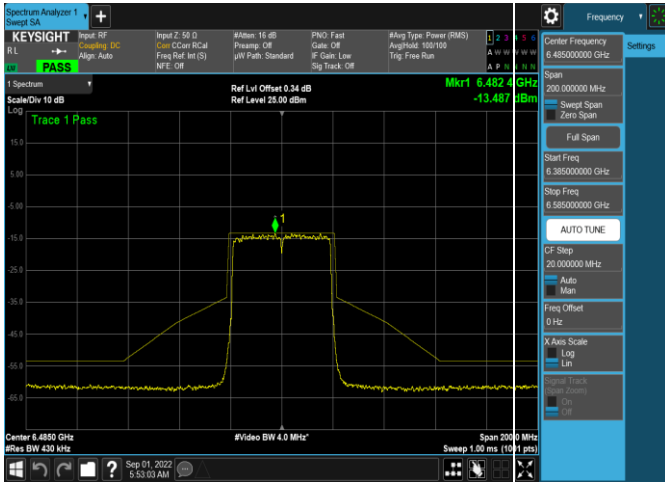 Spectrum Analyzer 1
Swept SA
Frequency
KEYSIGHT
R L
PASS
Input: RF
Coupling: DC
Align: Auto
Input Z: 50 Ω
Corr CCorr RCal
Freq Ref: Int (S)
NFE: Off
#Atten: 16 dB
Preamp: Off
µW Path: Standard
PNO: Fast
Gate: Off
IF Gain: Low
Sig Track: Off
#Avg Type: Power (RMS)
Avg|Hold: 100/100
Trig: Free Run
1 2 3 4 5 6
A W W W W W
A P N N N N
1 Spectrum
Scale/Div 10 dB
Ref Lvl Offset 0.34 dB
Ref Level 25.00 dBm
Mkr1 6.482 4 GHz
-13.487 dBm
Log
Trace 1 Pass
15.0
5.00
-5.00
-15.0
-25.0
-35.0
-45.0
-55.0
-65.0
1
Center 6.4850 GHz
#Res BW 430 kHz
#Video BW 4.0 MHz*
Span 200.0 MHz
Sweep 1.00 ms (1001 pts)
Sep 01, 2022
5:53:03 AM
Center Frequency
6.485000000 GHz
Settings
Span
200.000000 MHz
Swept Span
Zero Span
Full Span
Start Freq
6.385000000 GHz
Stop Freq
6.585000000 GHz
AUTO TUNE
CF Step
20.000000 MHz
Auto
Man
Freq Offset
0 Hz
X Axis Scale
Log
Lin
Signal Track
(Span Zoom)
On
Off